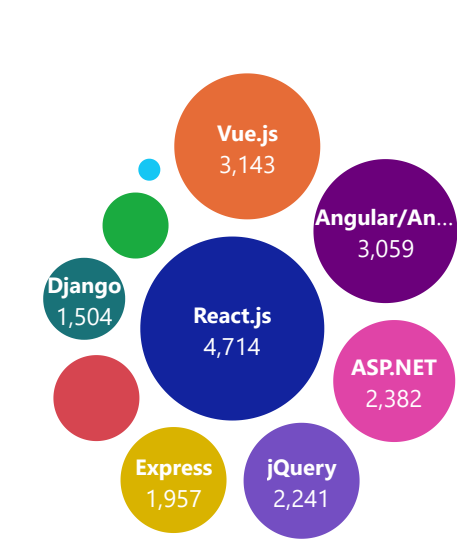 Vue.js
3,143
Angular/An...
3,059
Django
1,504
React.js
4,714
ASP.NET
2,382
Express
1,957
jQuery
2,241